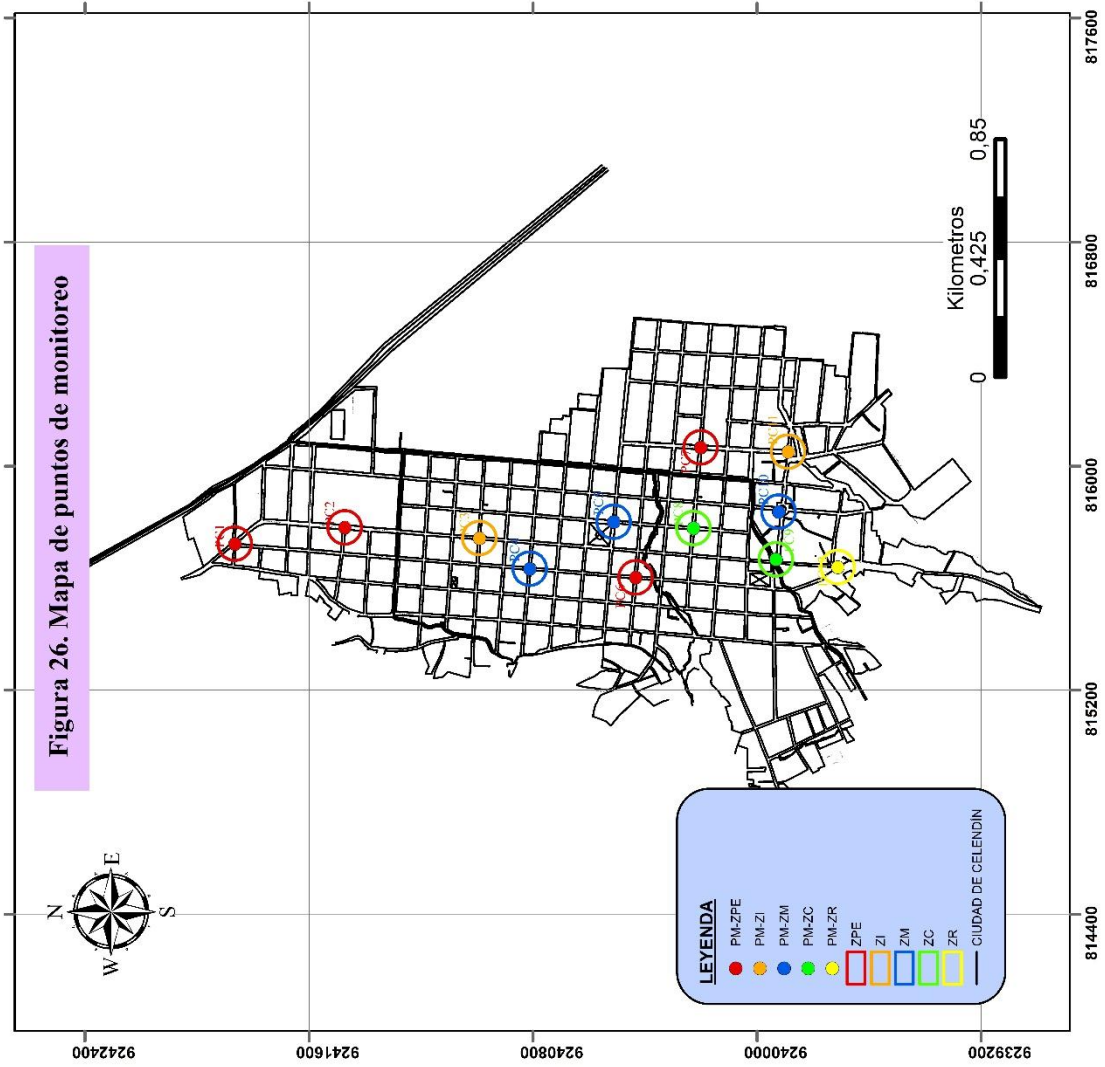 Figura 26. Mapa de puntos de monitoreo
N
W
E
S
9242400
9241600
9240800
9240000
9239200
814400
815200
816000
816800
817600
Kilometros
0
0,425
0,85
LEYENDA
PM-ZPE
PM-ZI
PM-ZM
PM-ZC
PM-ZR
ZPE
ZI
ZM
ZC
ZR
CIUDAD DE CELENDÍN